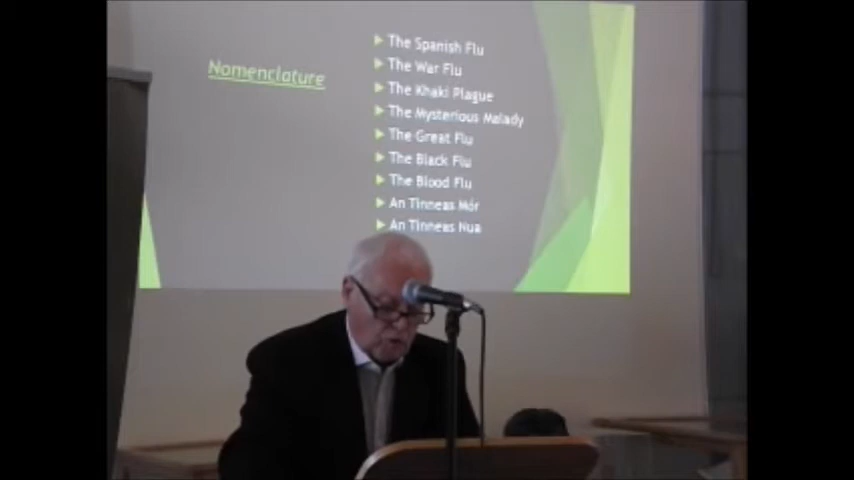 Nomenclature
The Spanish Flu
The War Flu
The Khaki Plague
The Mysterious Malady
The Great Flu
The Black Flu
The Blood Flu
An Tinneas Mór
An Tinneas Nua